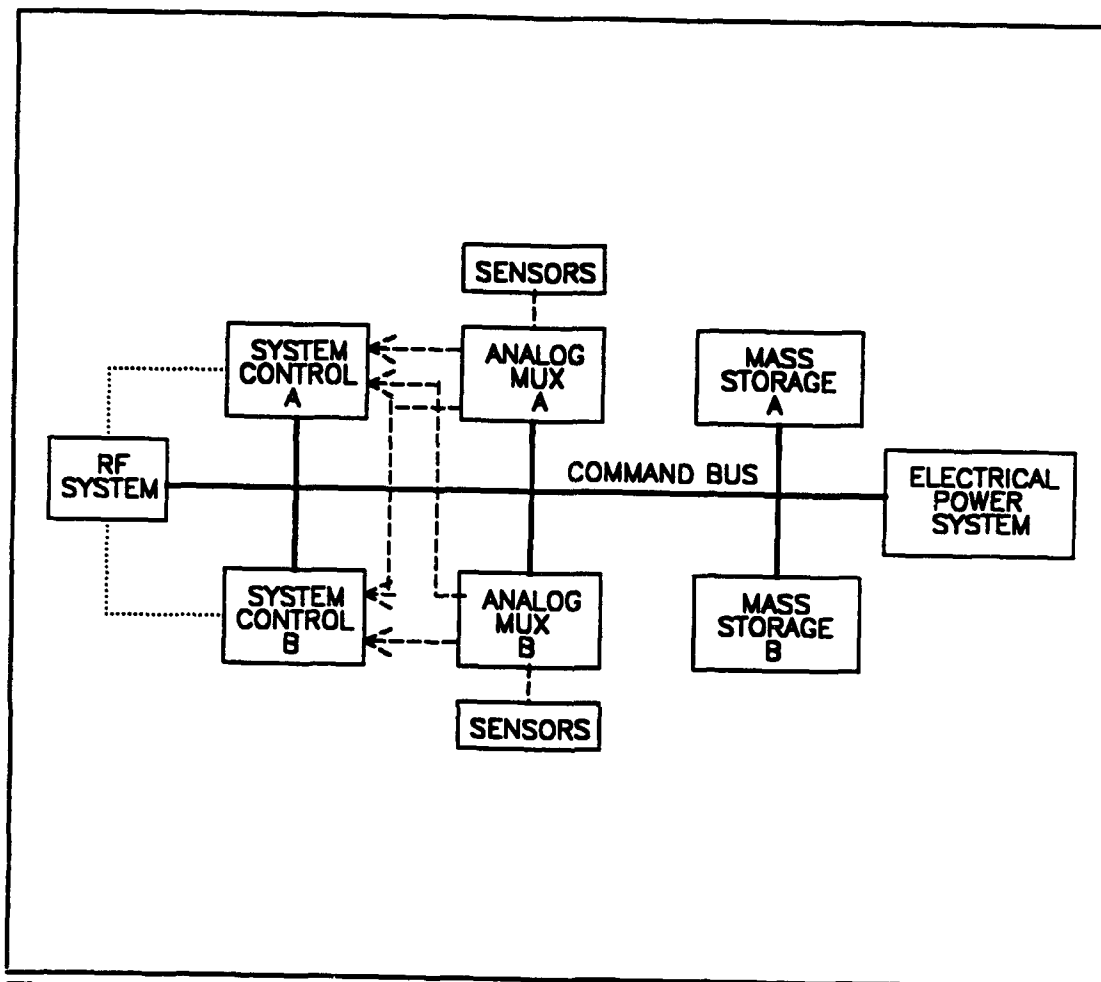 SENSORS
SYSTEM
CONTROL
A
ANALOG
MUX
A
MASS
STORAGE
A
RF
SYSTEM
COMMAND BUS
ELECTRICAL
POWER
SYSTEM
SYSTEM
CONTROL
B
ANALOG
MUX
B
MASS
STORAGE
B
SENSORS